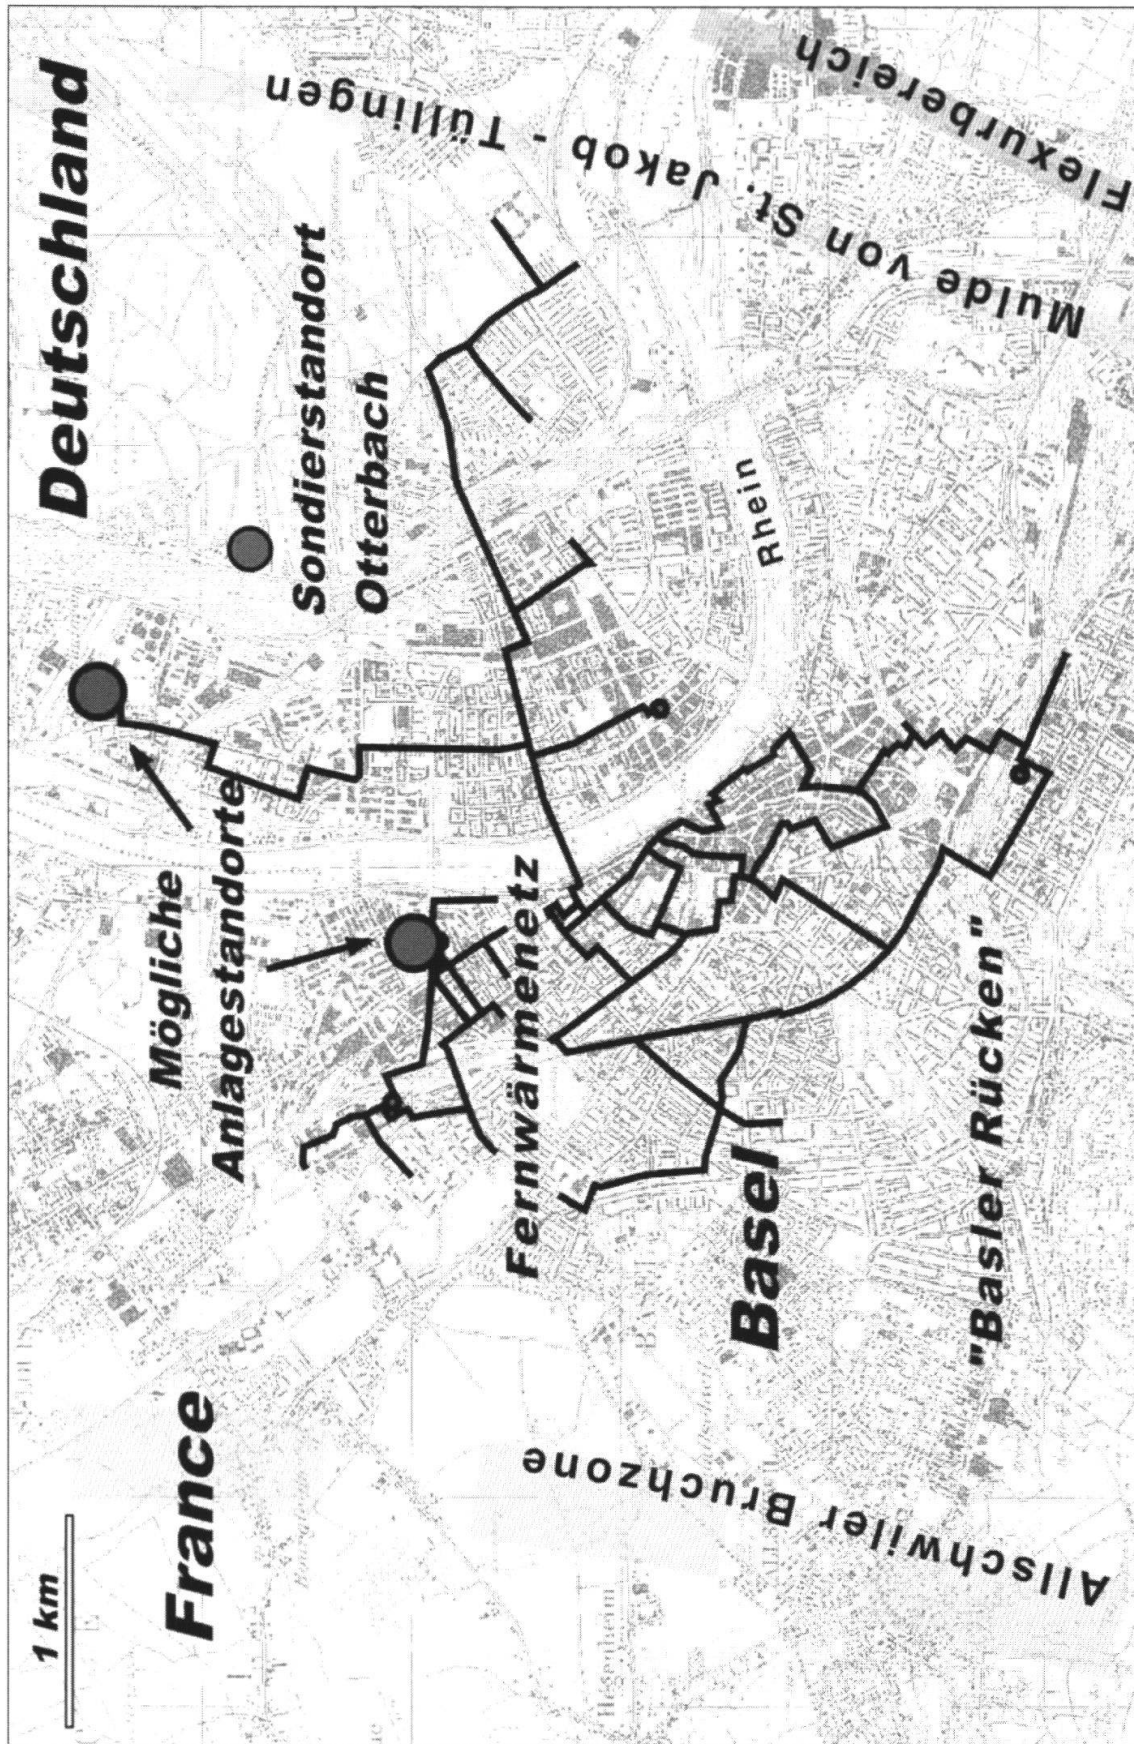 1 km
France
Deutschland
Mögliche
Anlagestandorte
Sondierstandort
Otterbach
Fernwärmenetz
Basel
Rhein
"Basler Rücken"
Allschwiler Bruchzone
Mulde von St. Jakob - Tüllingen
Flexurbereich